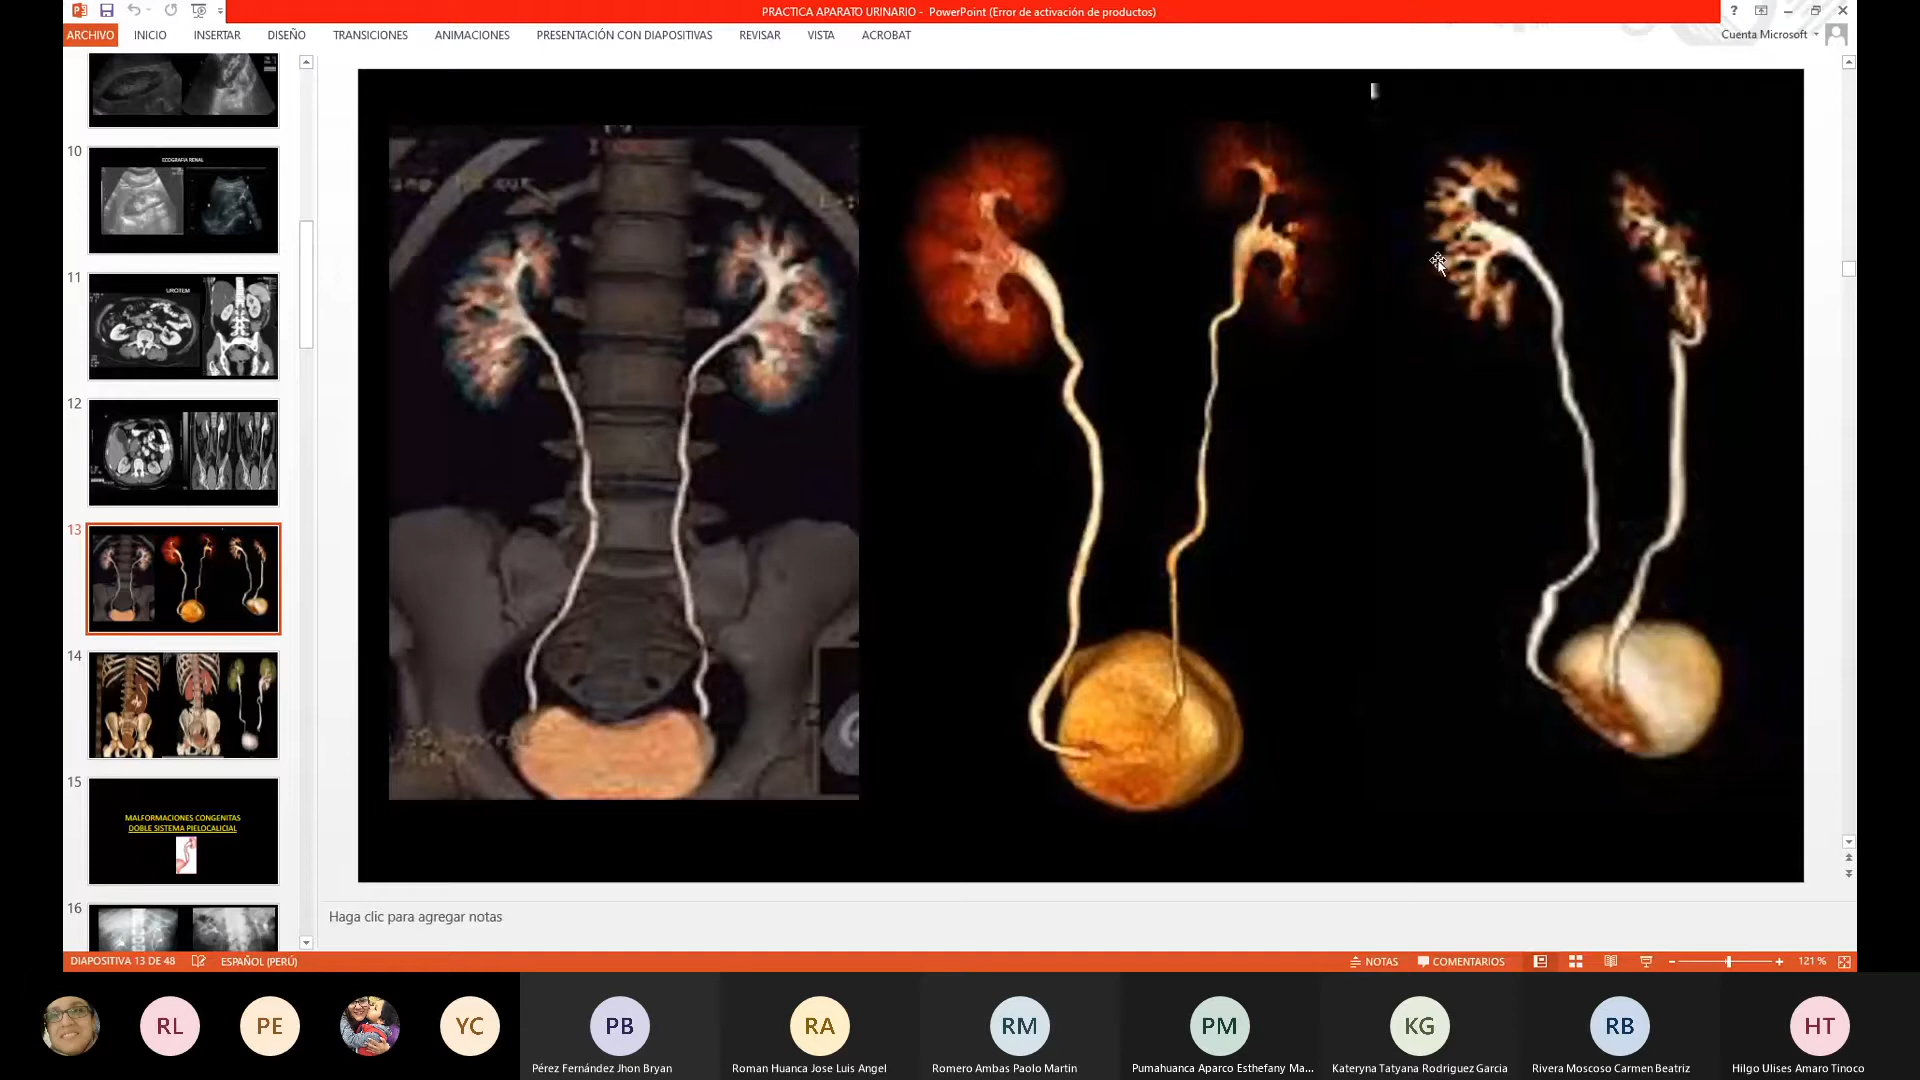 PRACTICA APARATO URINARIO - PowerPoint (Error de activación de productos)
?
ARCHIVO INICIO INSERTAR DISEÑO TRANSICIONES ANIMACIONES PRESENTACIÓN CON DIAPOSITIVAS REVISAR VISTA ACROBAT
Cuenta Microsoft
10
ECOGRAFIA RENAL
11
UROTEM
12
13
14
15
MALFORMACIONES CONGENITAS
DOBLE SISTEMA PIELOCALICIAL
16
Haga clic para agregar notas
DIAPOSITIVA 13 DE 48 ESPAÑOL (PERÚ) NOTAS COMENTARIOS 121 %
RL PE YC PB RA RM PM KG RB HT
Pérez Fernández Jhon Bryan
Roman Huanca Jose Luis Angel
Romero Ambas Paolo Martin
Pumahuanca Aparco Esthefany Ma...
Kateryna Tatyana Rodriguez Garcia
Rivera Moscoso Carmen Beatriz
Hilgo Ulises Amaro Tinoco